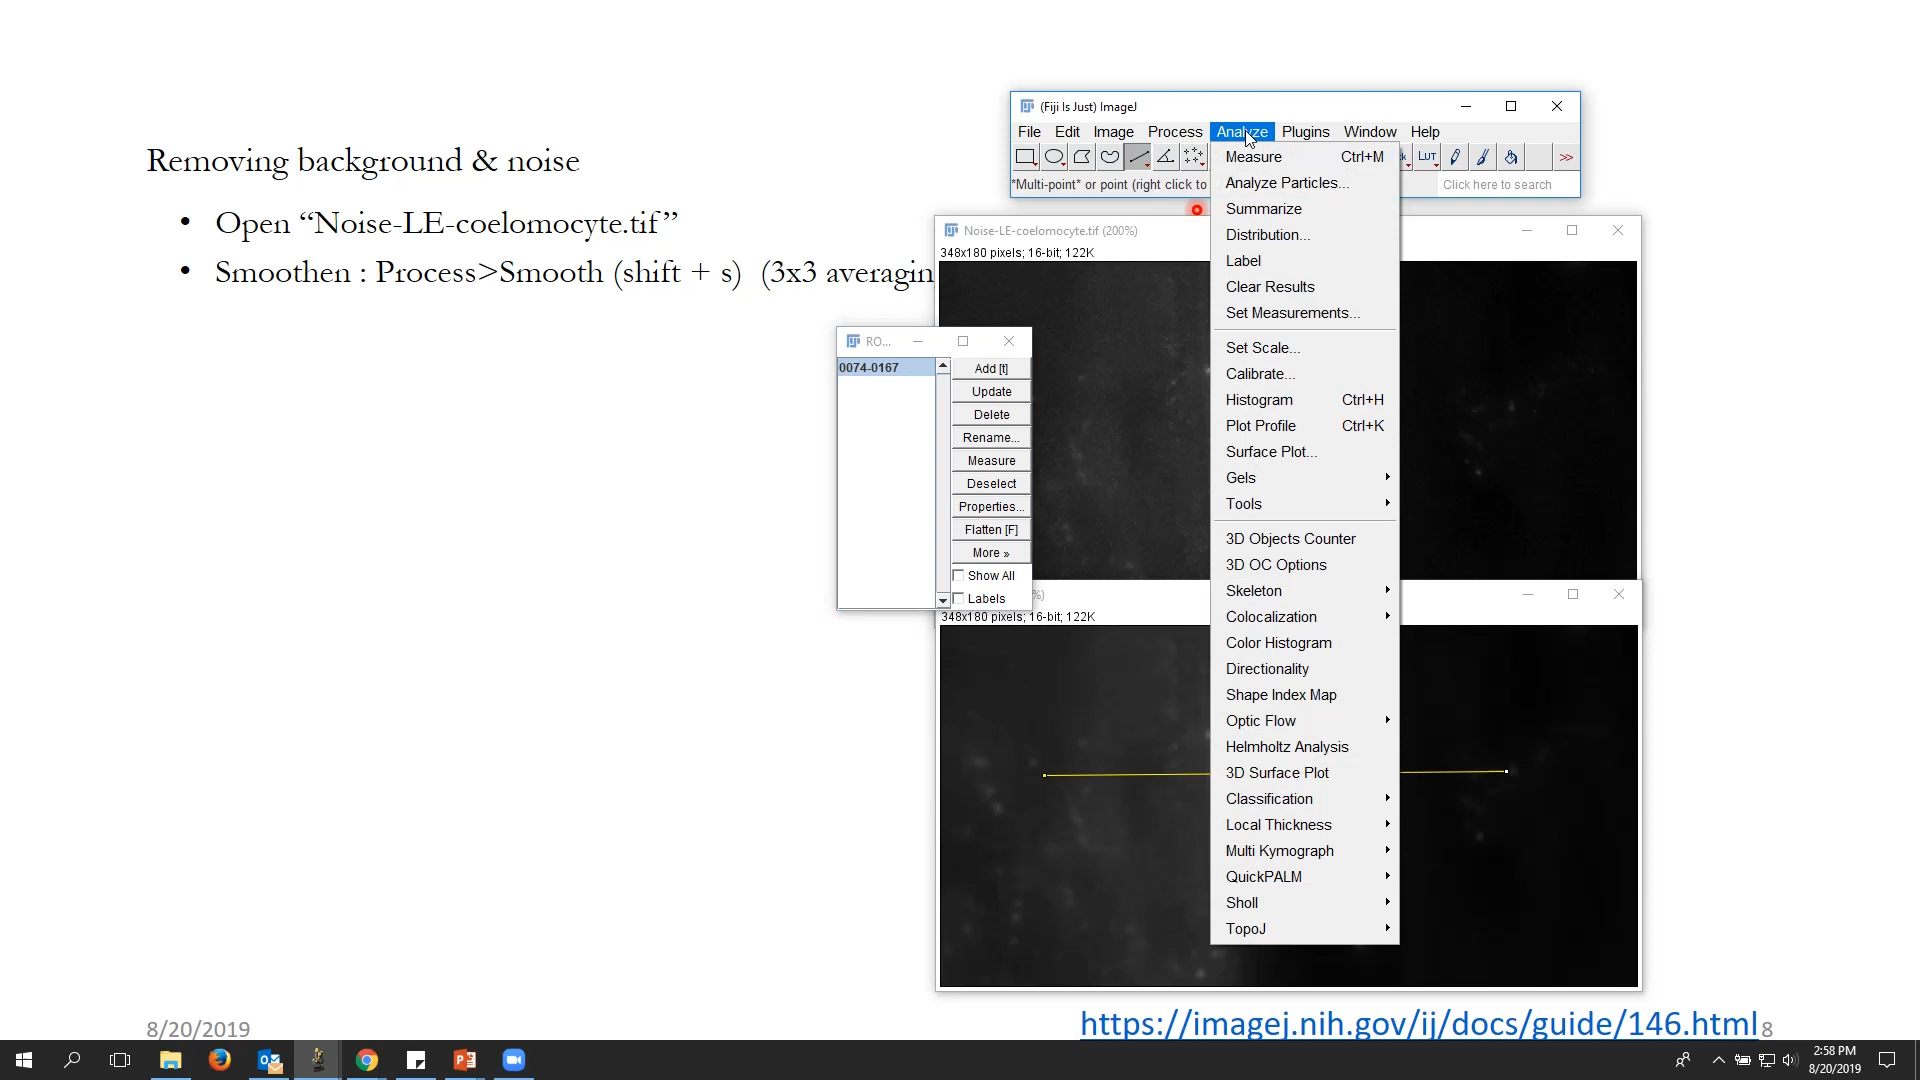 Removing background & noise
• Open “Noise-LE-coelomocyte.tif”
• Smoothen : Process>Smooth (shift + s) (3x3 averagin
(Fiji Is Just) ImageJ
File Edit Image Process Analyze Plugins Window Help
LUT
>>
*Multi-point* or point (right click to
Click here to search
Measure Ctrl+M
Analyze Particles...
Summarize
Distribution...
Label
Clear Results
Set Measurements...
Set Scale...
Calibrate...
Histogram Ctrl+H
Plot Profile Ctrl+K
Surface Plot...
Gels
Tools
3D Objects Counter
3D OC Options
Skeleton
Colocalization
Color Histogram
Directionality
Shape Index Map
Optic Flow
Helmholtz Analysis
3D Surface Plot
Classification
Local Thickness
Multi Kymograph
QuickPALM
Sholl
TopoJ
Noise-LE-coelomocyte.tif (200%)
348x180 pixels; 16-bit; 122K
RO...
0074-0167
Add [t]
Update
Delete
Rename...
Measure
Deselect
Properties...
Flatten [F]
More »
Show All
Labels
%)
348x180 pixels; 16-bit; 122K
8/20/2019
https://imagej.nih.gov/ij/docs/guide/146.html
8
2:58 PM
8/20/2019